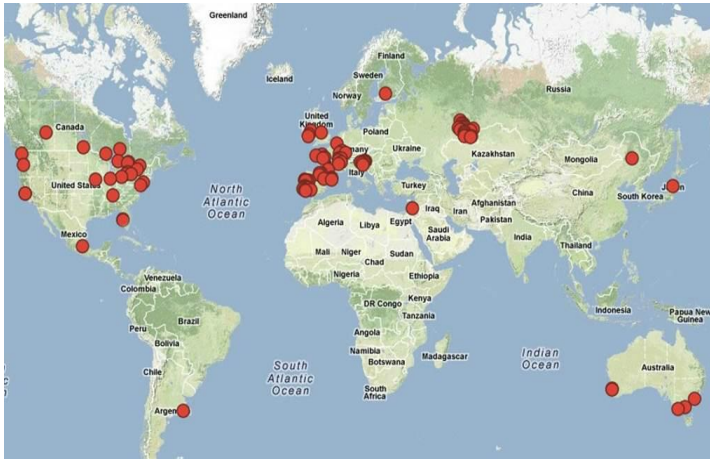 Greenland
Finland
Iceland
Sweden
Russia
Norway
Canada
United
Kingdom
Poland
many
Ukraine
Kazakhstan
Mongolia
Italy
United States
North
Atlantic
Ocean
Turkey
China
South Korea
Afghanistan
Iraq
Iran
Algeria
Libya
Egypt
Pakistan
Saudi
Arabia
Mexico
India
Mali
Niger
Sudan
Thailand
Chad
Venezuela
Nigeria
Ethiopia
Colombia
Kenya
DR Congo
Indonesia
Papua New
Guinea
Tanzania
Brazil
Peru
Angola
Bolivia
Namibia
Madagascar
Indian
Ocean
Botswana
Australia
Chile
South
Atlantic
Ocean
South
Africa
Argen